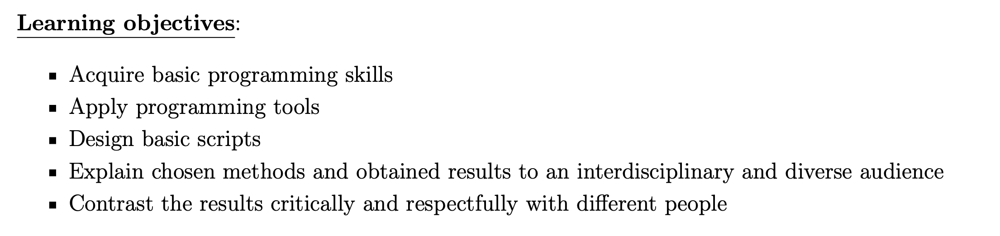 Learning objectives:
▪ Acquire basic programming skills
▪ Apply programming tools
▪ Design basic scripts
▪ Explain chosen methods and obtained results to an interdisciplinary and diverse audience
▪ Contrast the results critically and respectfully with different people